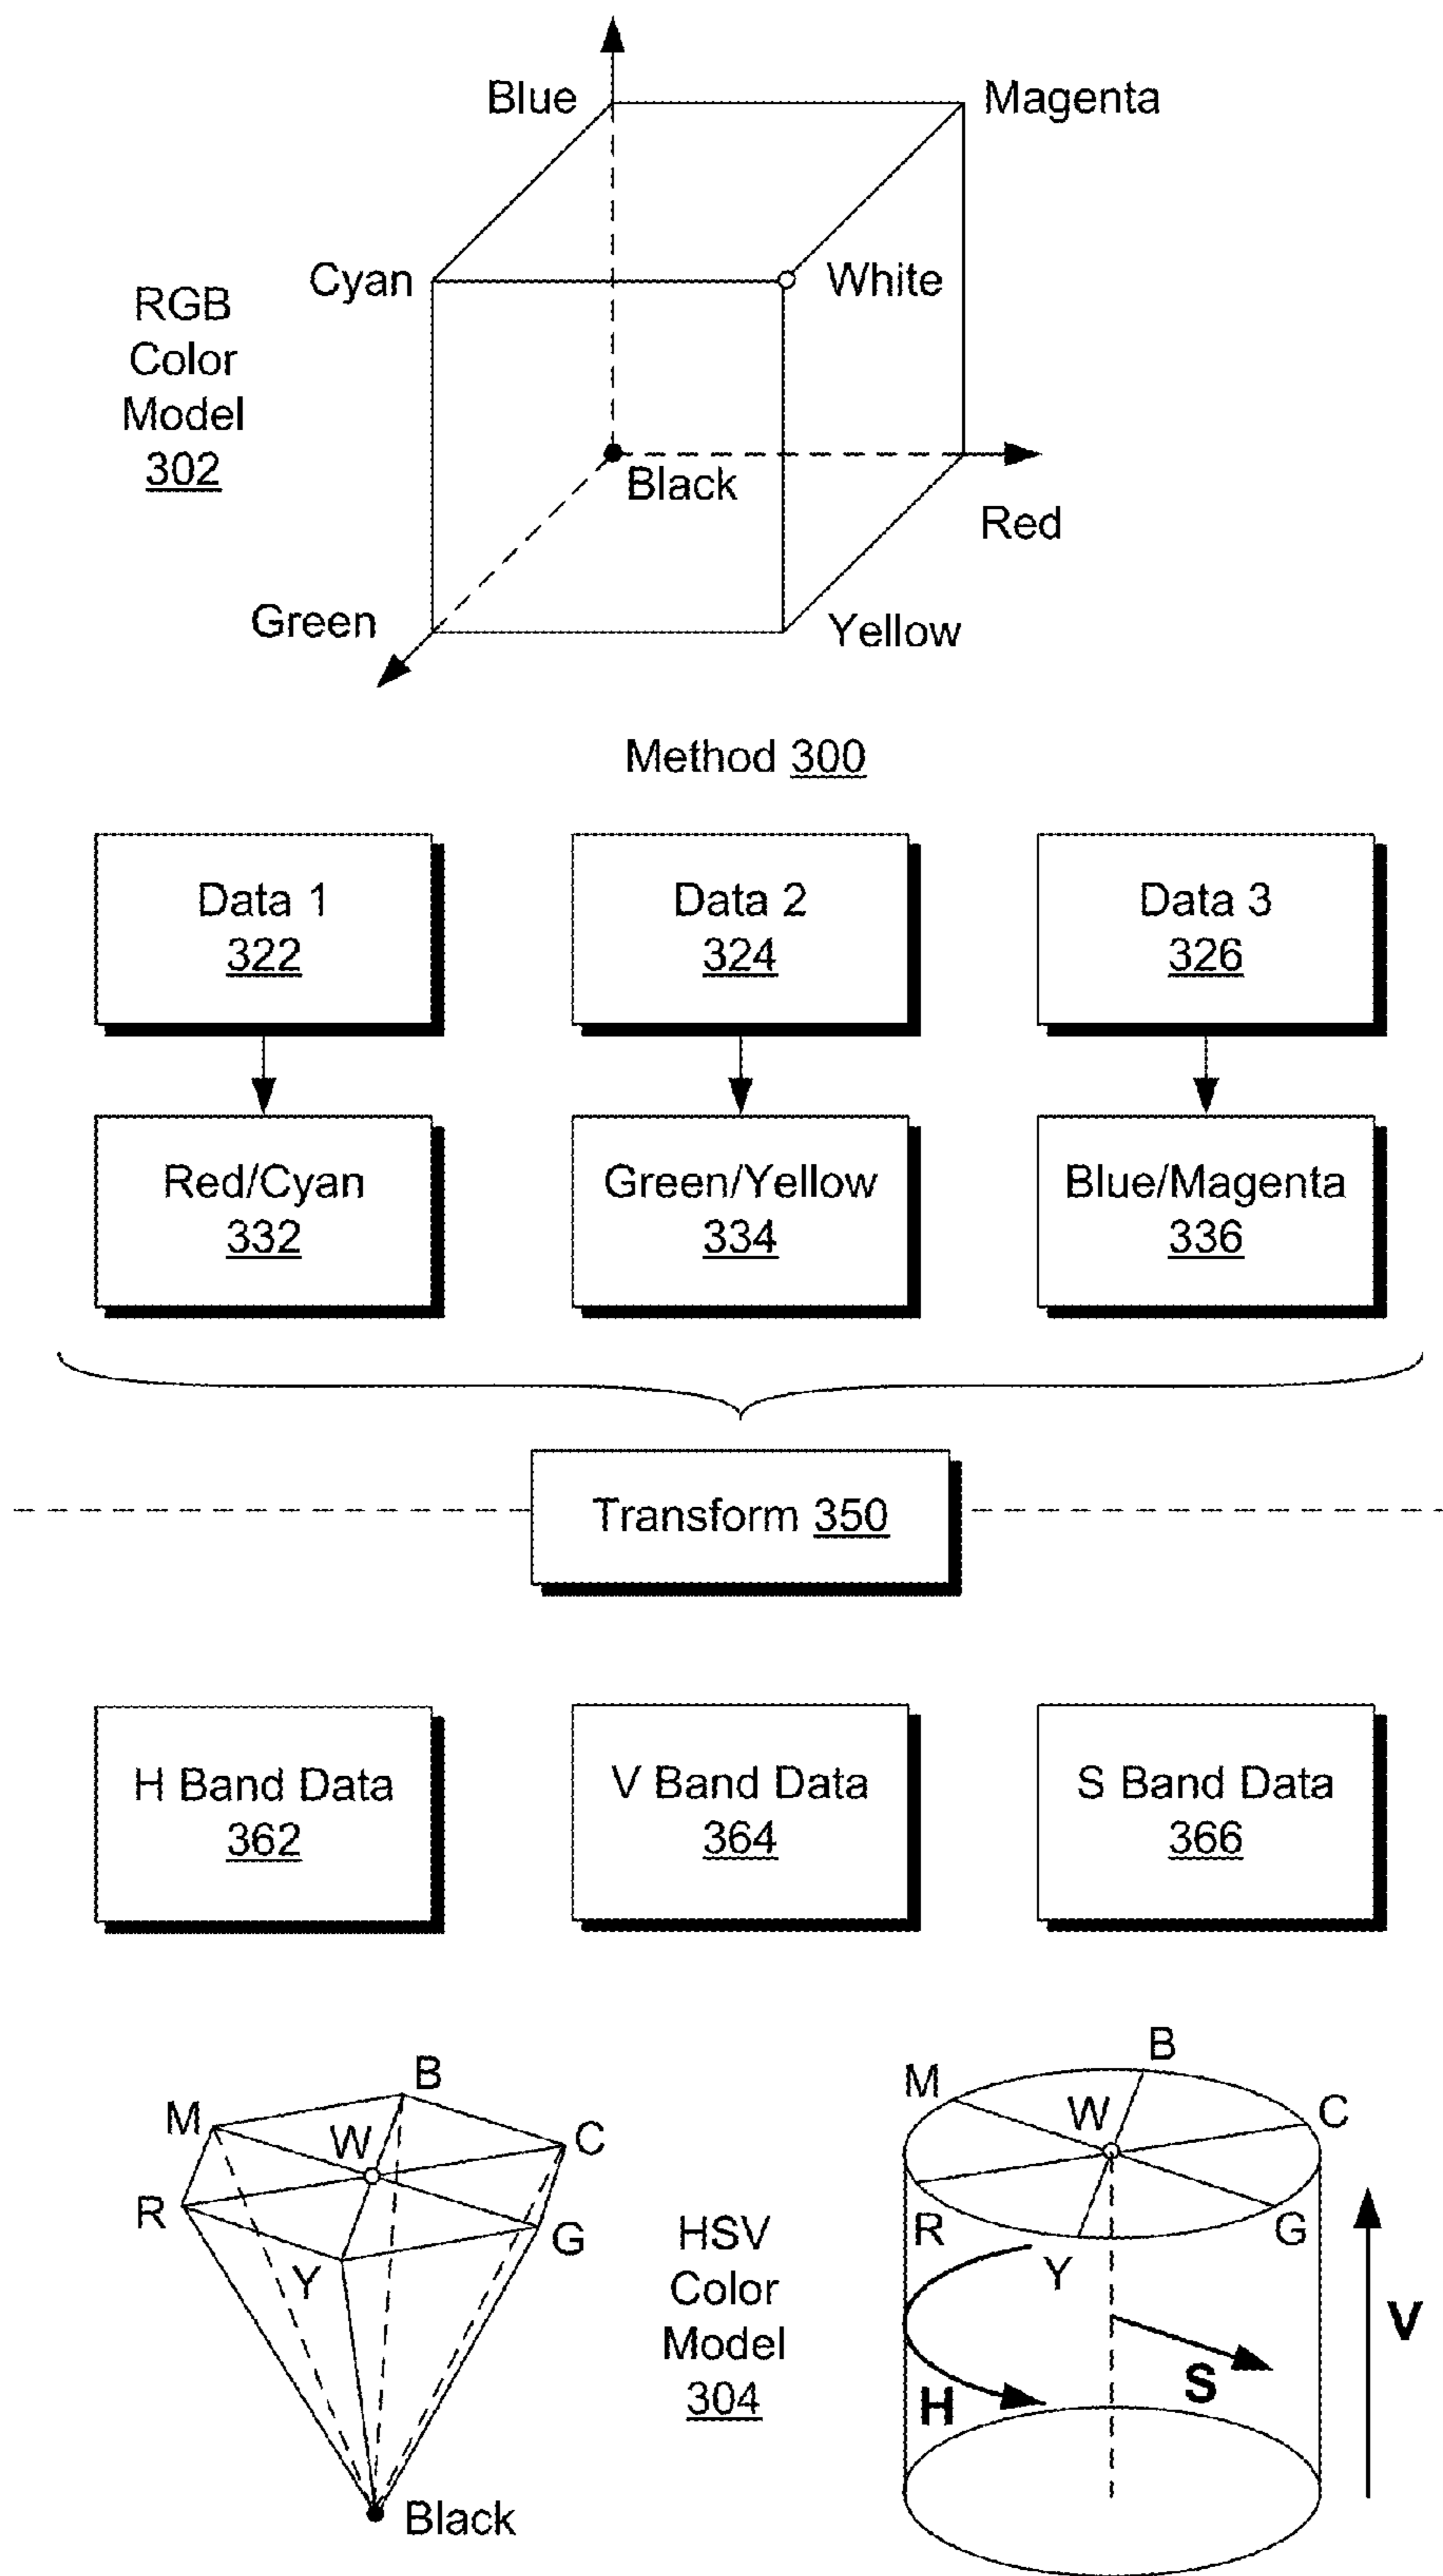 Blue
Magenta
Cyan
White
RGB
Color
Model
302
Black
Red
Green
Yellow
Method 300
Data 1
322
Data 2
324
Data 3
326
Red/Cyan
332
Green/Yellow
334
Blue/Magenta
336
Transform 350
H Band Data
362
V Band Data
364
S Band Data
366
B
M
W
C
R
G
Y
Black
HSV
Color
Model
304
B
M
W
C
R
G
Y
V
S
H